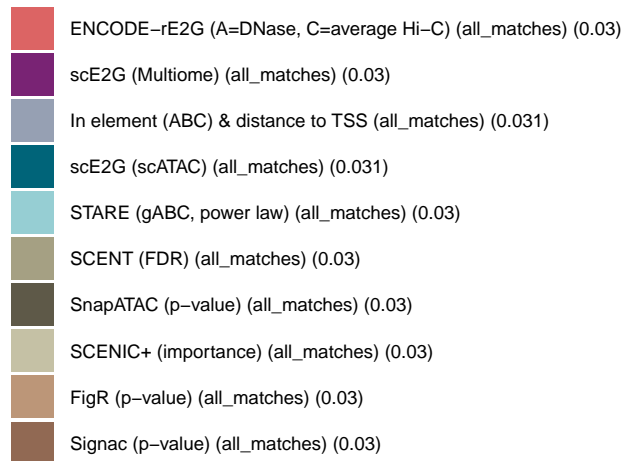 ENCODE−rE2G (A=DNase, C=average Hi−C) (all_matches) (0.03)
scE2G (Multiome) (all_matches) (0.03)
In element (ABC) & distance to TSS (all_matches) (0.031)
scE2G (scATAC) (all_matches) (0.031)
STARE (gABC, power law) (all_matches) (0.03)
SCENT (FDR) (all_matches) (0.03)
SnapATAC (p−value) (all_matches) (0.03)
SCENIC+ (importance) (all_matches) (0.03)
FigR (p−value) (all_matches) (0.03)
Signac (p−value) (all_matches) (0.03)